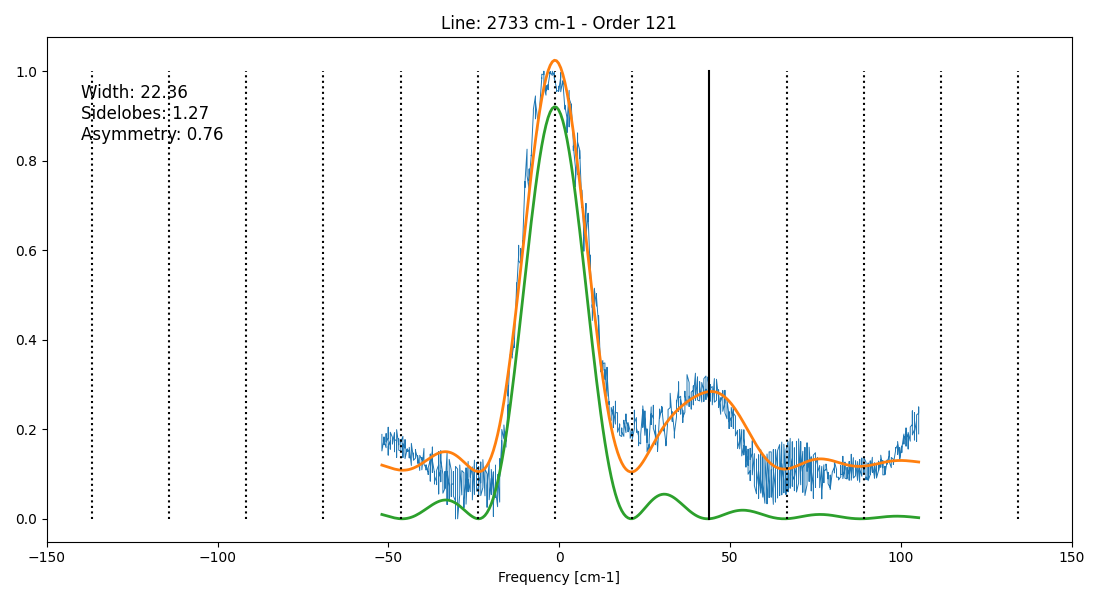 Line: 2733 cm-1 - Order 121
Width: 22.36
Sidelobes: 1.27
Asymmetry: 0.76
1.0
0.8
0.6
0.4
0.2
0.0
−150
−100
−50
0
50
100
150
Frequency [cm-1]